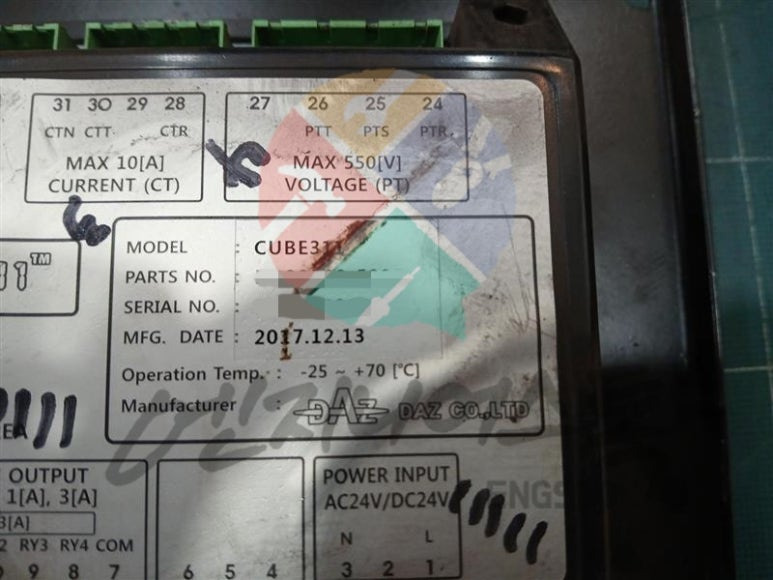 31 30 29 28
CTN CTT CTR
MAX 10[A]
CURRENT (CT)
27 26 25 24
PTT PTS PTR
MAX 550[V]
VOLTAGE (PT)
11™
MODEL : CUBE311
PARTS NO. :
SERIAL NO. :
MFG. DATE : 2017.12.13
Operation Temp. : -25 ~ +70 [℃]
Manufacturer : DAZ DAZ CO.,LTD
OUTPUT
1[A], 3[A]
3[A]
RY3 RY4 COM
9 8 7
6 5 4
POWER INPUT
AC24V/DC24V
N L
3 2 1